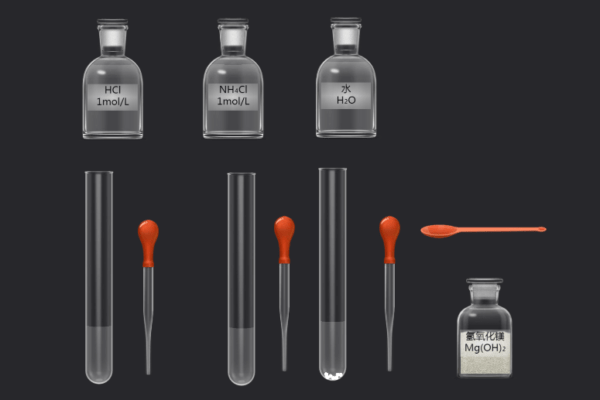 HCl
1mol/L
NH₄Cl
1mol/L
水
H₂O
氢氧化镁
Mg(OH)₂